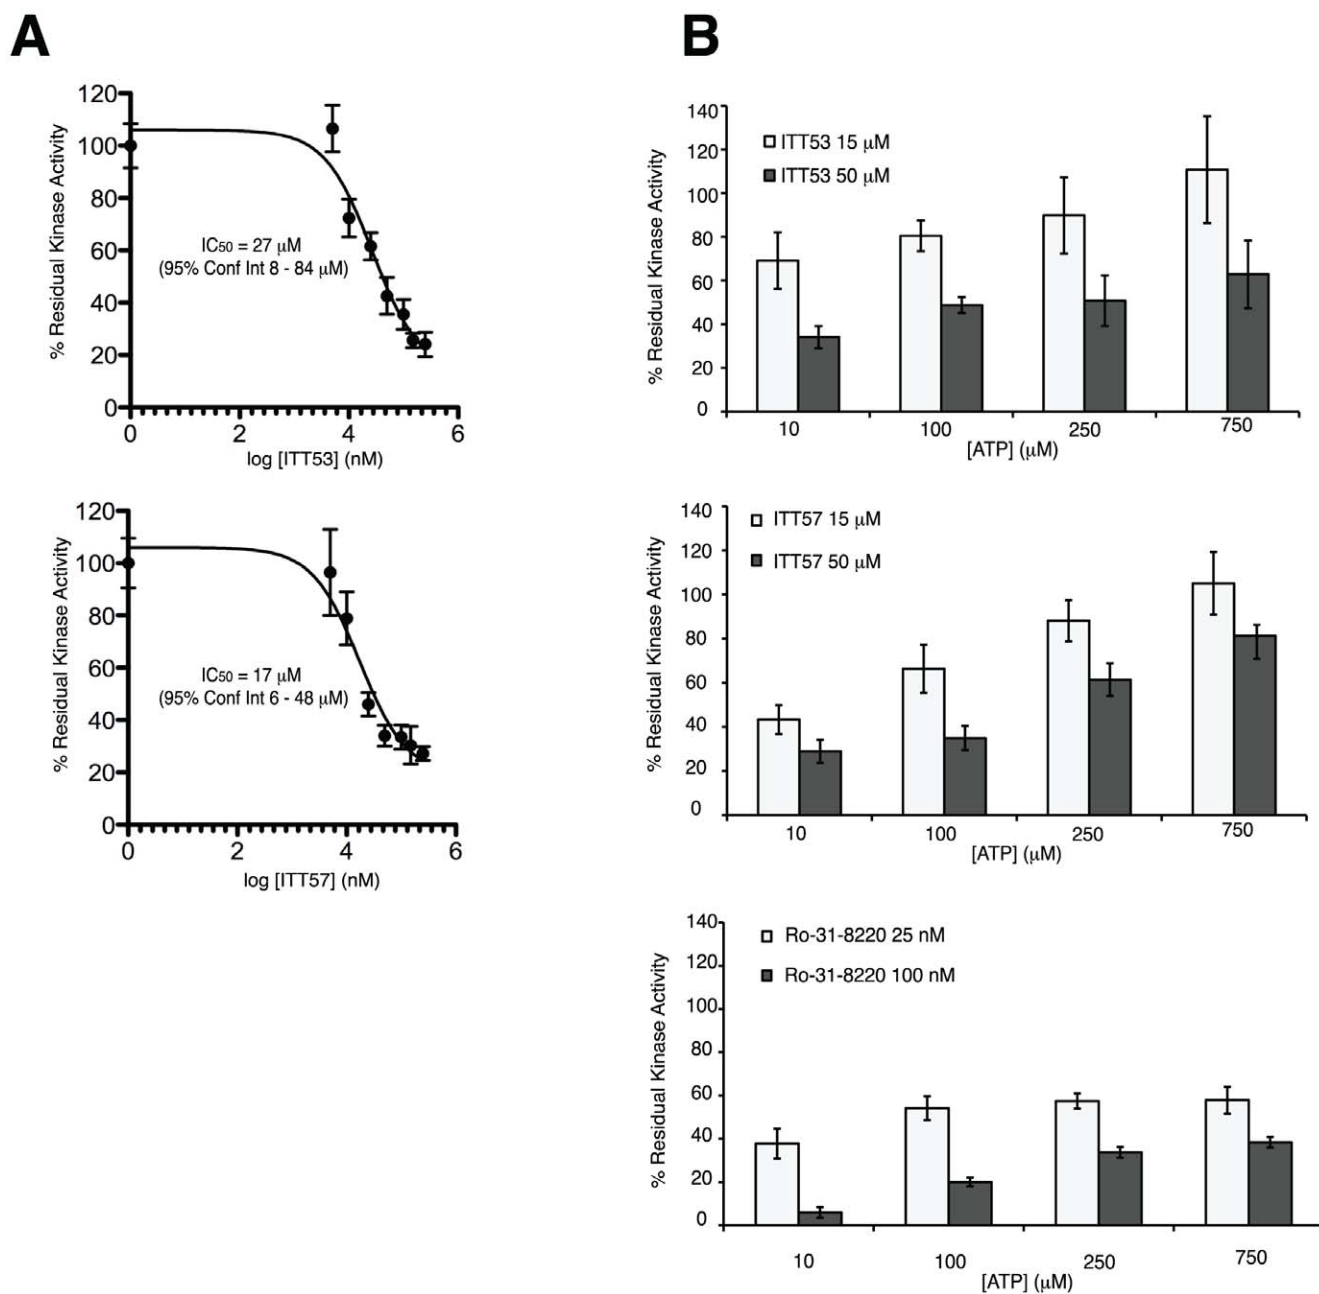 A
120
100
80
60
40
20
0
% Residual Kinase Activity
IC50 = 27 μM
(95% Conf Int 8 - 84 μM)
0 2 4 6
log [ITT53] (nM)
120
100
80
60
40
20
0
% Residual Kinase Activity
IC50 = 17 μM
(95% Conf Int 6 - 48 μM)
0 2 4 6
log [ITT57] (nM)
B
140
120
100
80
60
40
20
0
% Residual Kinase Activity
ITT53 15 μM
ITT53 50 μM
10 100 250 750
[ATP] (μM)
140
120
100
80
60
40
20
0
% Residual Kinase Activity
ITT57 15 μM
ITT57 50 μM
10 100 250 750
[ATP] (μM)
140
120
100
80
60
40
20
0
% Residual Kinase Activity
Ro-31-8220 25 nM
Ro-31-8220 100 nM
10 100 250 750
[ATP] (μM)